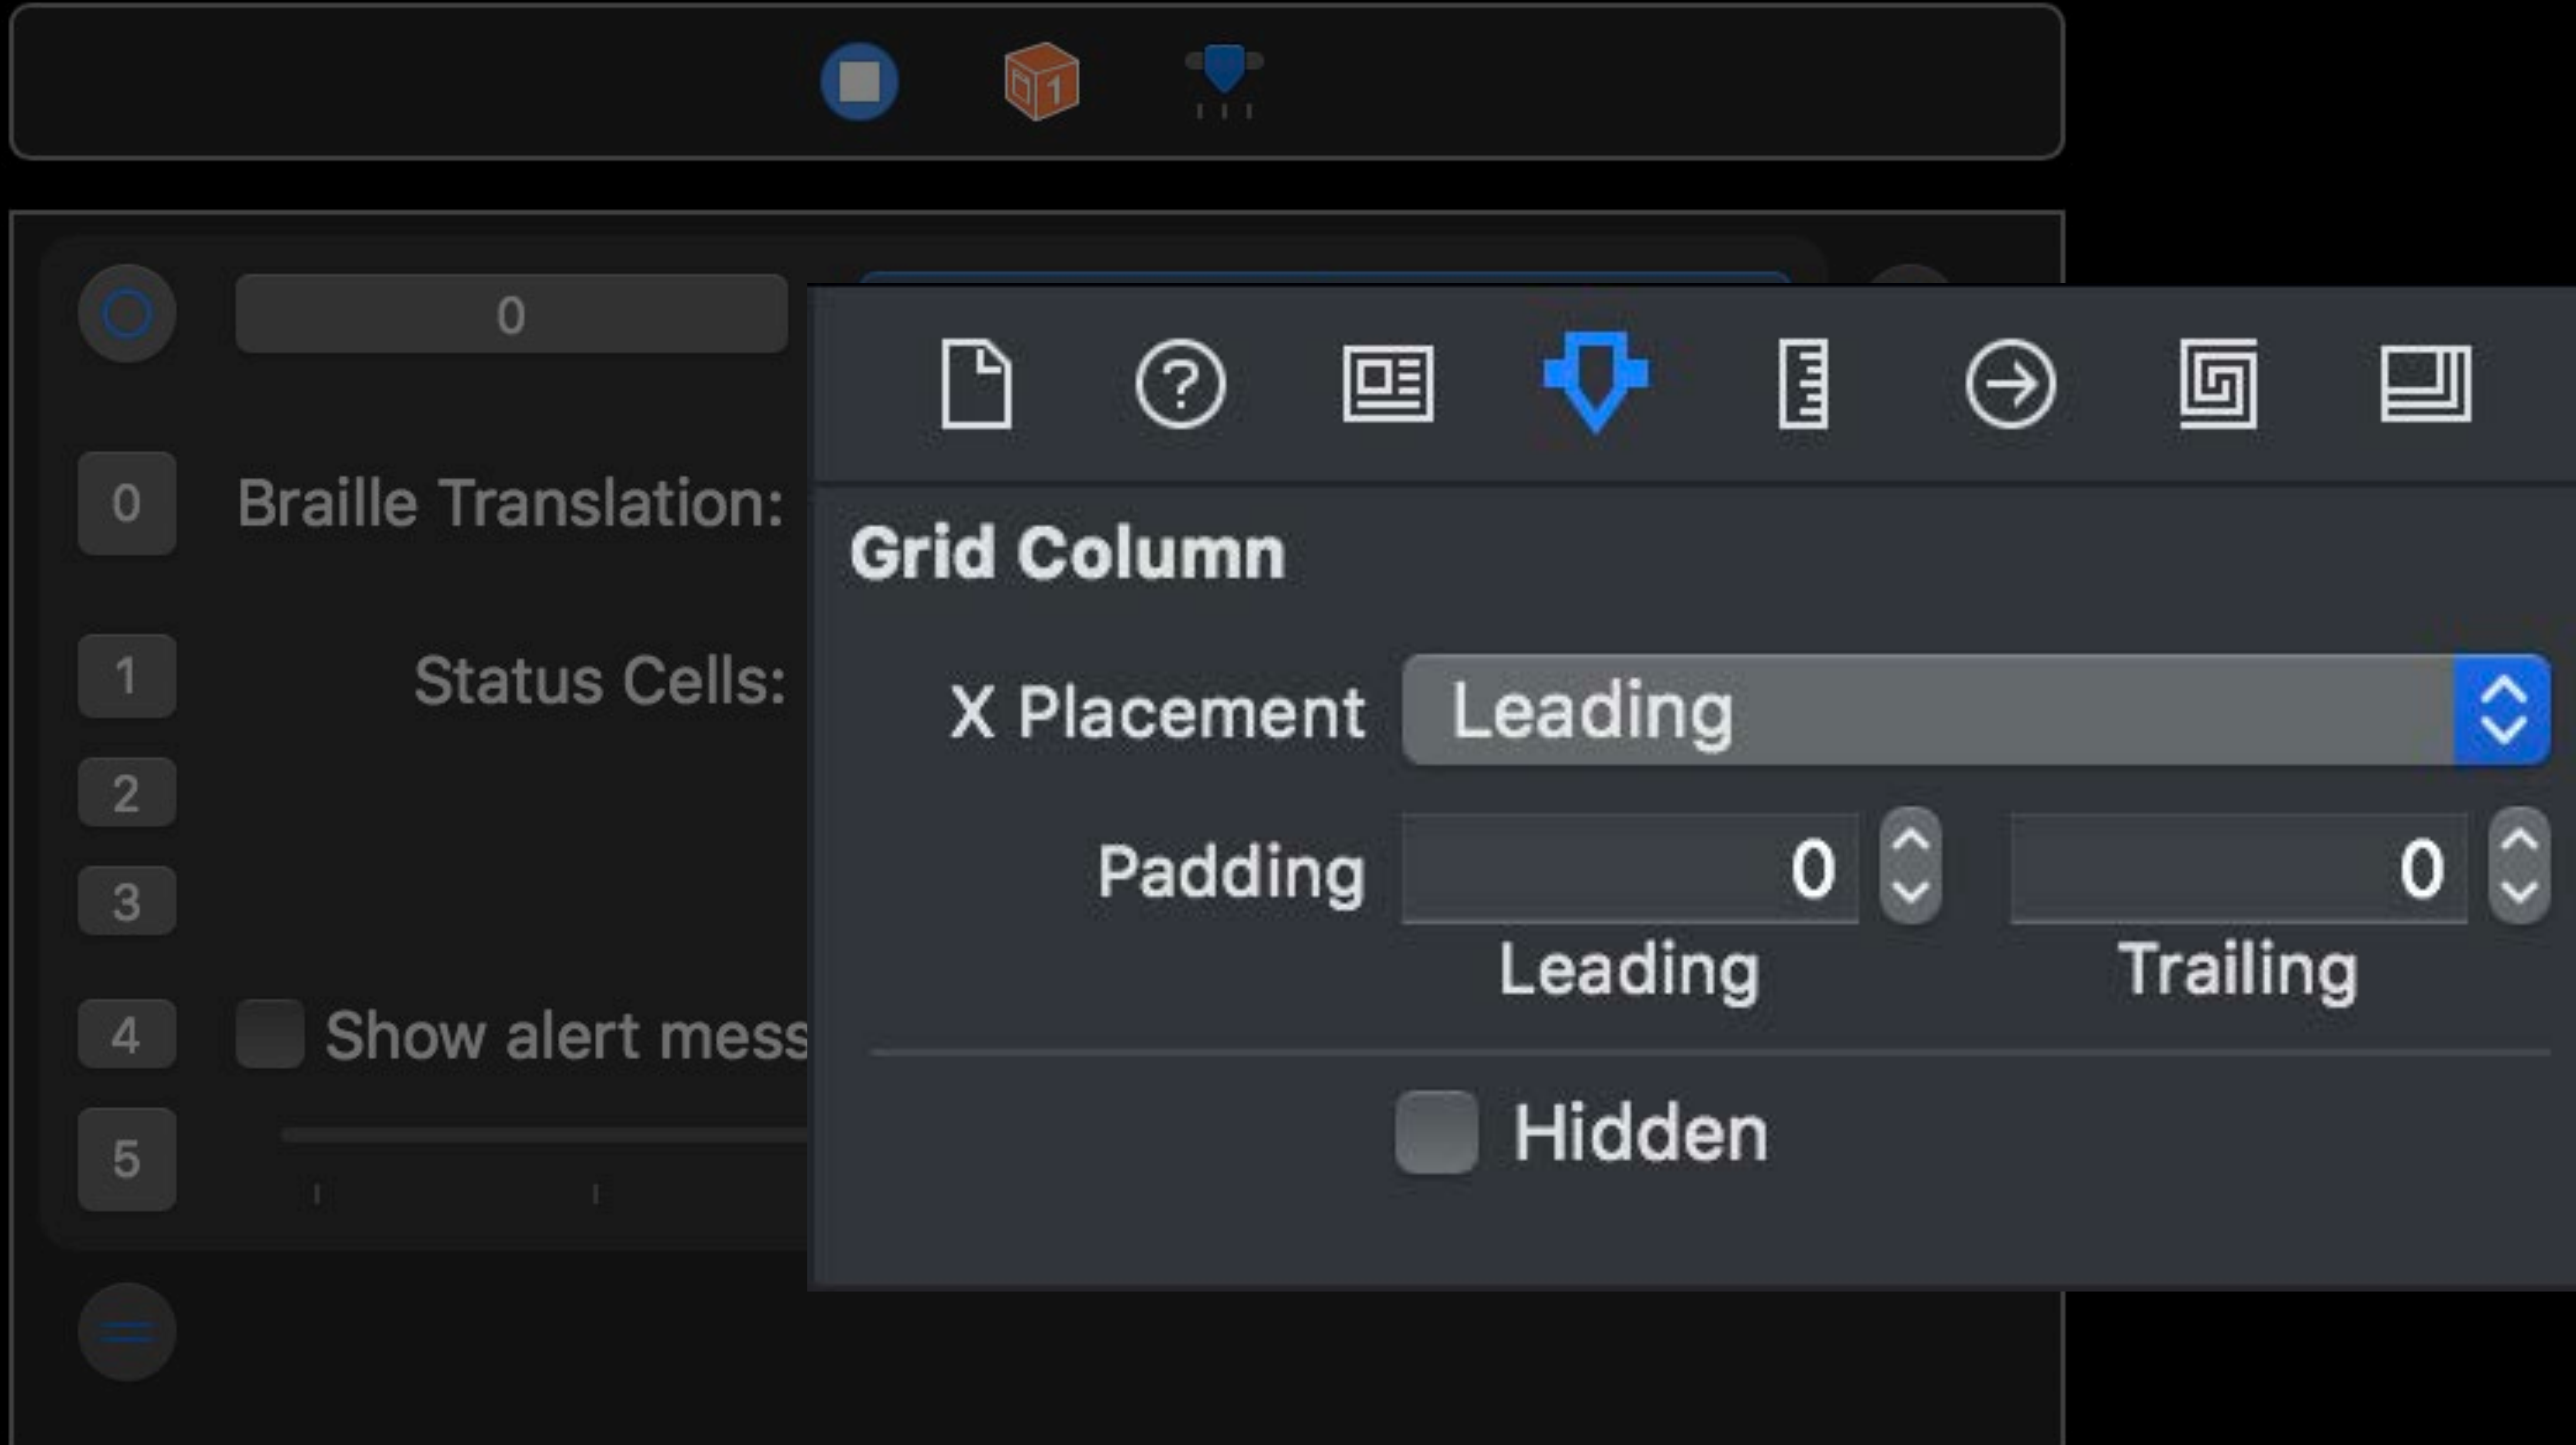 1
0
0
Braille Translation:
1
Status Cells:
2
3
4
Show alert mess
5
Grid Column
X Placement
Leading
Padding
0
0
Leading
Trailing
Hidden